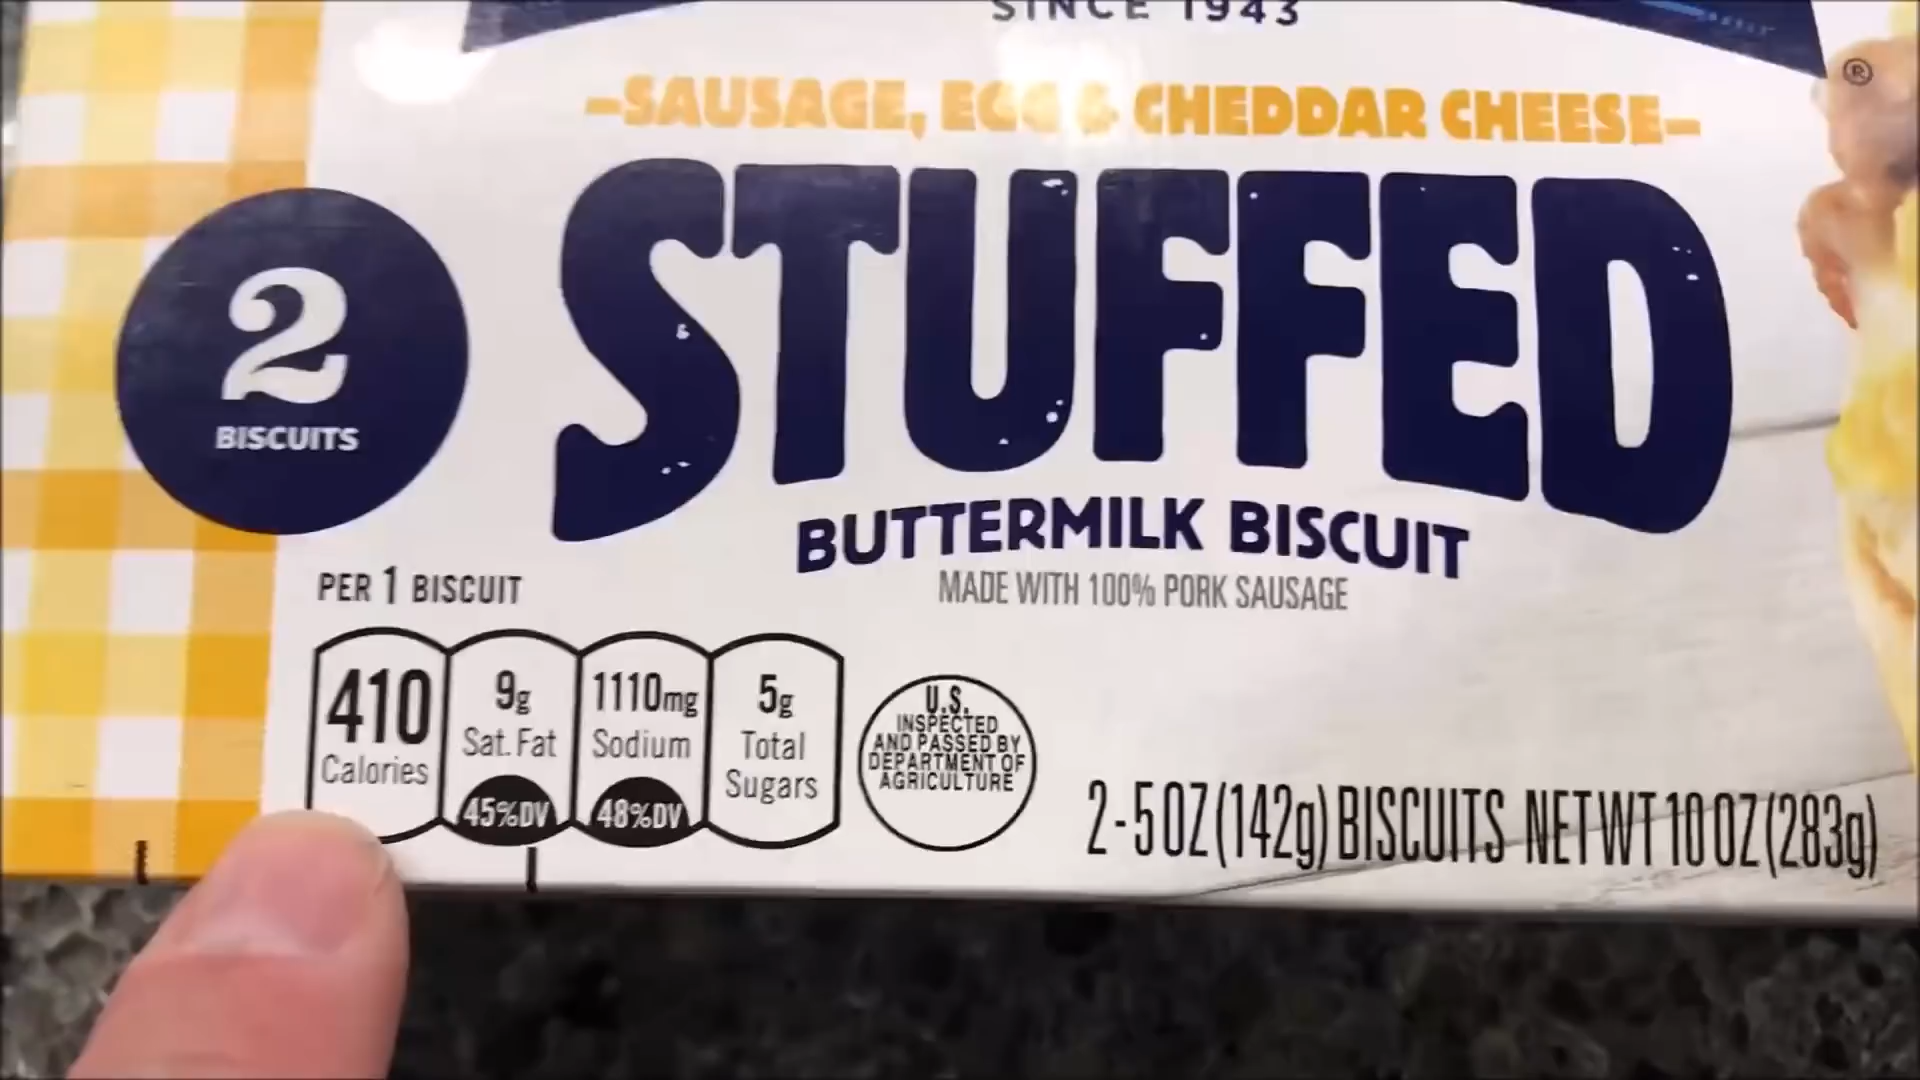 SINCE 1943
®
-SAUSAGE, EGG & CHEDDAR CHEESE-
STUFFED
BUTTERMILK BISCUIT
MADE WITH 100% PORK SAUSAGE
2
BISCUITS
PER 1 BISCUIT
410
Calories
9g
Sat. Fat
45%DV
1110mg
Sodium
48%DV
5g
Total
Sugars
U.S.
INSPECTED
AND PASSED BY
DEPARTMENT OF
AGRICULTURE
2-5 OZ (142g) BISCUITS NET WT 10 OZ (283g)